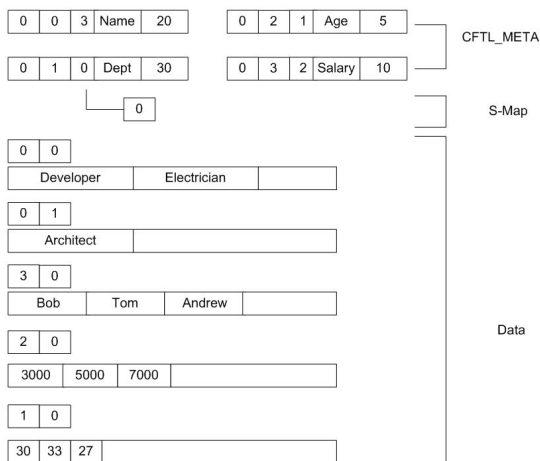 0 0 3 Name 20 0 2 1 Age 5
CFTL_META
0 1 0 Dept 30 0 3 2 Salary 10
0
S-Map
0 0
Developer Electrician
0 1
Architect
3 0
Bob Tom Andrew
Data
2 0
3000 5000 7000
1 0
30 33 27